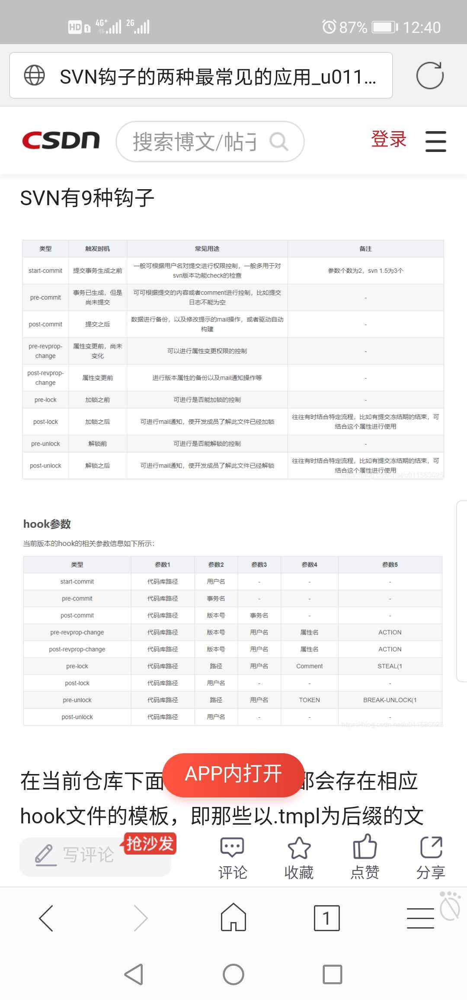 HD 1 4G+ 2G 87% 12:40
SVN钩子的两种最常见的应用_u011...
CSDN 搜索博文/帖子 登录
SVN有9种钩子
类型 触发时机 常见用途 备注
start-commit 提交事务生成之前 一般可根据用户名对提交进行权限控制，一般多用于对
svn版本功能check的检查 参数个数为2，svn 1.5为3个
pre-commit 事务已生成，但是
尚未提交 可可根据提交的内容或者comment进行控制，比如提交
日志不能为空 -
post-commit 提交之后 数据进行备份，以及修改提示的mail操作，或者驱动自动
构建 -
pre-revprop-
change 属性变更前，尚未
变化 可以进行属性变更权限的控制 -
post-revprop-
change 属性变更前 进行版本属性的备份以及mail通知操作等 -
pre-lock 加锁之前 可进行是否能加锁的控制 -
post-lock 加锁之后 可进行mail通知，使开发成员了解此文件已经加锁 往往有时结合特定流程，比如有提交冻结期的结束，可
结合这个属性进行使用
pre-unlock 解锁前 可进行是否能解锁的控制 -
post-unlock 解锁之后 可进行mail通知，使开发成员了解此文件已经解锁 往往有时结合特定流程，比如有提交冻结期的结束，可
结合这个属性进行使用
https://blog.csdn.net/u011583026
hook参数
当前版本的hook的相关参数信息如下所示：
类型 参数1 参数2 参数3 参数4 参数5
start-commit 代码库路径 用户名 - - -
pre-commit 代码库路径 事务名 - - -
post-commit 代码库路径 版本号 事务名 - -
pre-revprop-change 代码库路径 版本号 用户名 属性名 ACTION
post-revprop-change 代码库路径 版本号 用户名 属性名 ACTION
pre-lock 代码库路径 路径 用户名 Comment STEAL(1
post-lock 代码库路径 用户名 - - -
pre-unlock 代码库路径 路径 用户名 TOKEN BREAK-UNLOCK(1
post-unlock 代码库路径 用户名 - - -
https://blog.csdn.net/u011583026
在当前仓库下面 APP内打开 都会存在相应
hook文件的模板，即那些以.tmpl为后缀的文
写评论 抢沙发
评论 收藏 点赞 分享
1